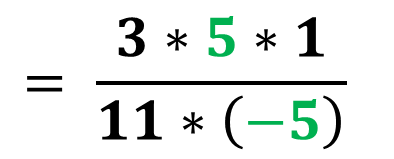 3 * 5 * 1
=
11 * (−5)